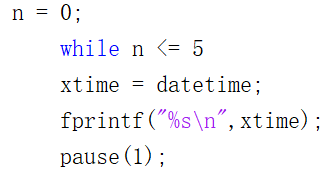 n = 0;
while n <= 5
xtime = datetime;
fprintf("%s\n",xtime);
pause(1);